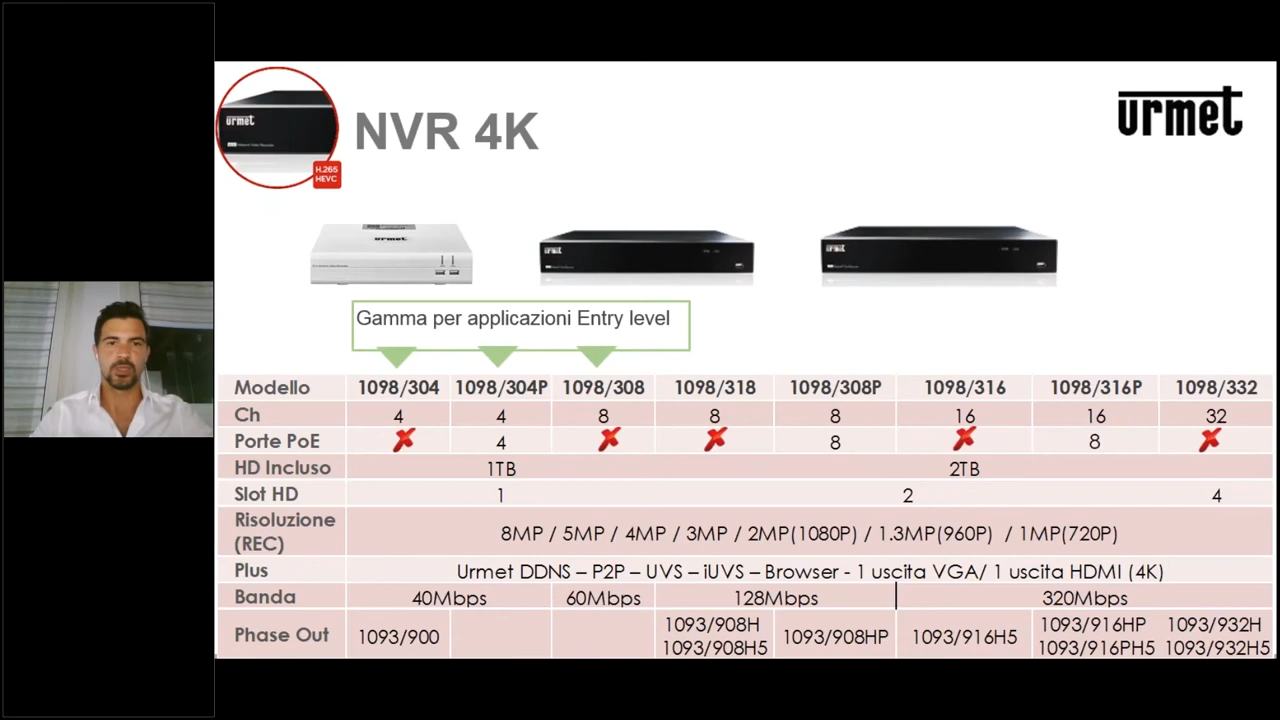 urmet
H.265
HEVC
NVR 4K
urmet
urmet
urmet
urmet
Gamma per applicazioni Entry level
Modello 1098/304 1098/304P 1098/308 1098/318 1098/308P 1098/316 1098/316P 1098/332
Ch 4 4 8 8 8 16 16 32
Porte PoE 4 8 8
HD Incluso 1TB 2TB
Slot HD 1 2 4
Risoluzione
(REC)
8MP / 5MP / 4MP / 3MP / 2MP(1080P) / 1.3MP(960P) / 1MP(720P)
Plus Urmet DDNS – P2P – UVS – iUVS – Browser - 1 uscita VGA/ 1 uscita HDMI (4K)
Banda 40Mbps 60Mbps 128Mbps 320Mbps
Phase Out 1093/900
1093/908H
1093/908H5
1093/908HP
1093/916H5
1093/916HP
1093/916PH5
1093/932H
1093/932H5